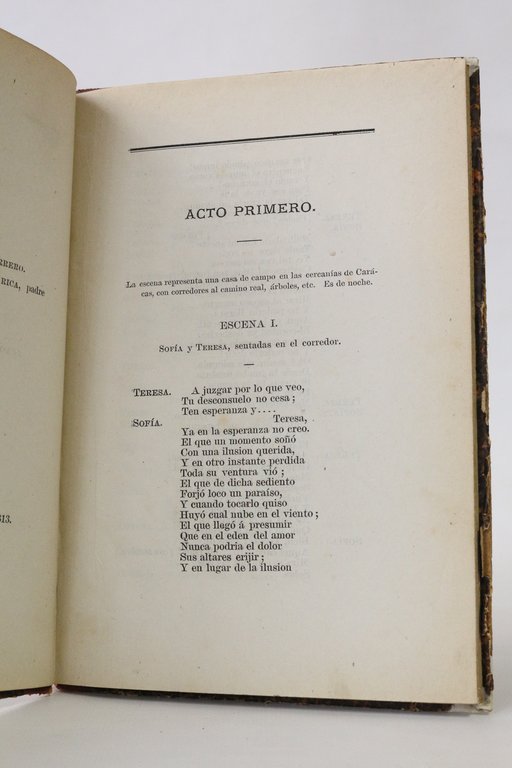 RRERO.
RICA, padre
813.
ACTO PRIMERO.
La escena representa una casa de campo en las cercanías de Cará-
cas, con corredores al camino real, árboles, etc. Es de noche.
ESCENA I.
SOFÍA y TERESA, sentadas en el corredor.
TERESA. A juzgar por lo que veo,
Tu desconsuelo no cesa;
Ten esperanza y....
SOFÍA. Teresa,
Ya en la esperanza no creo.
El que un momento soñó
Con una ilusion querida,
Y en otro instante perdida
Toda su ventura vió;
El que de dicha sediento
Forjó loco un paraíso,
Y cuando tocarlo quiso
Huyó cual nube en el viento;
El que llegó á presumir
Que en el eden del amor
Nunca podría el dolor
Sus altares erijir;
Y en lugar de la ilusion